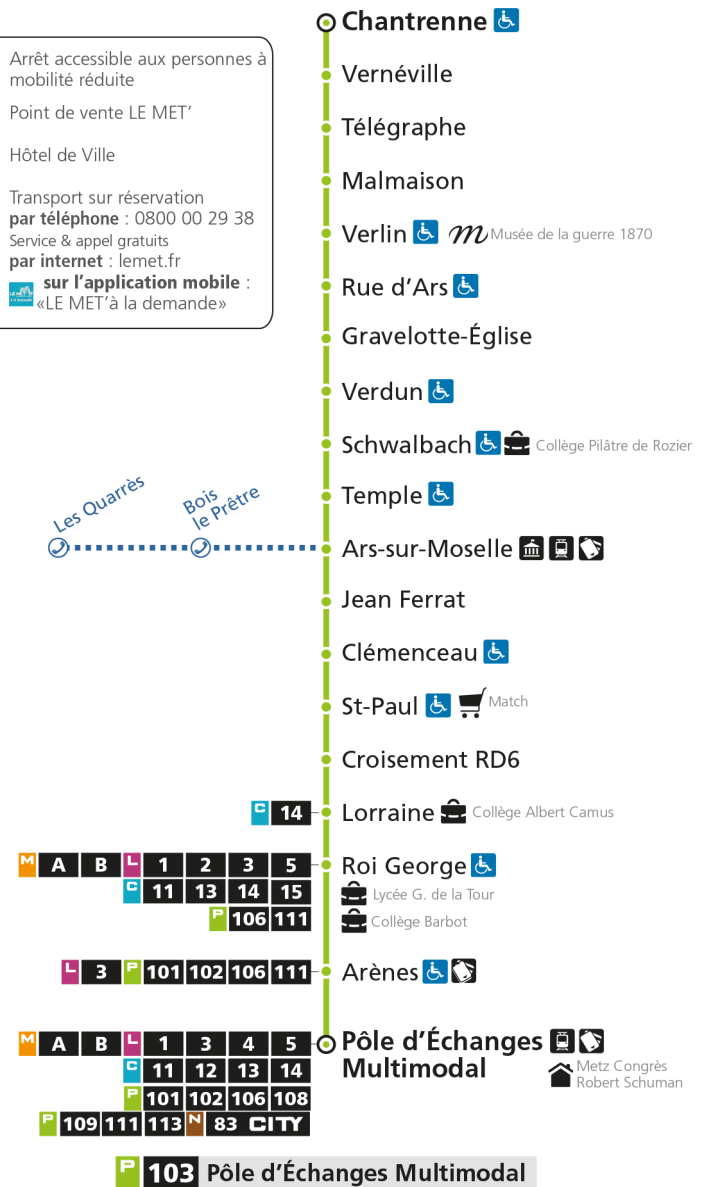 Chantrenne
Arrêt accessible aux personnes à
mobilité réduite
Point de vente LE MET'
Hôtel de Ville
Transport sur réservation
par téléphone : 0800 00 29 38
Service & appel gratuits
par internet : lemet.fr
sur l'application mobile :
«LE MET'à la demande»
Vernéville
Télégraphe
Malmaison
Verlin m Musée de la guerre 1870
Rue d'Ars
Gravelotte-Église
Verdun
Schwalbach Collège Pilâtre de Rozier
Temple
Les Quarrès
Bois
le Prêtre
Ars-sur-Moselle
Jean Ferrat
Clémenceau
St-Paul Match
Croisement RD6
C 14 Lorraine Collège Albert Camus
M A B L 1 2 3 5 Roi George
C 11 13 14 15 Lycée G. de la Tour
P 106 111 Collège Barbot
L 3 P 101 102 106 111 Arènes
M A B L 1 3 4 5 Pôle d'Échanges
C 11 12 13 14 Multimodal Metz Congrès
Robert Schuman
P 101 102 106 108
P 109 111 113 N 83 CITY
P 103 Pôle d'Échanges Multimodal